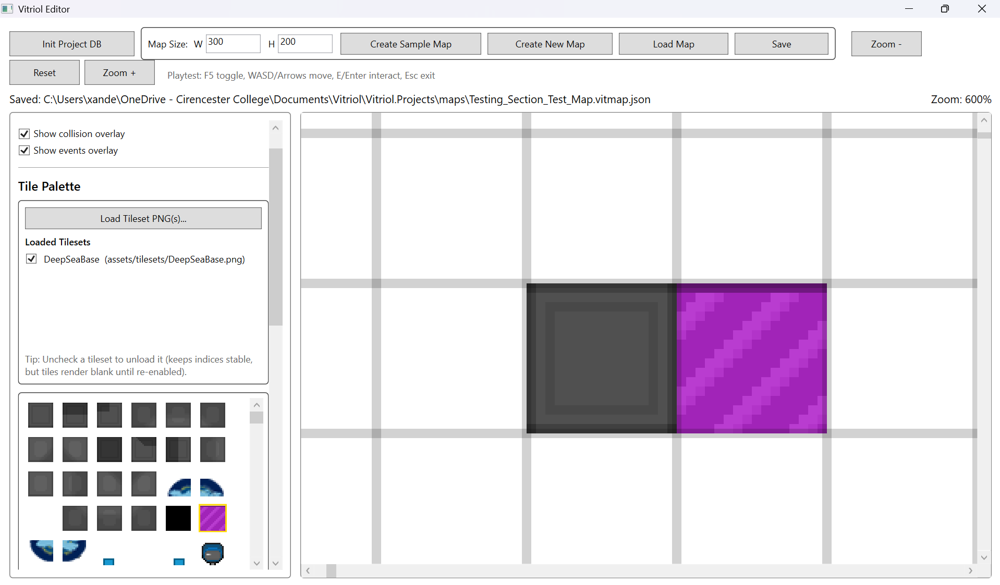 Vitriol Editor
Init Project DB
Map Size: W 300 H 200
Create Sample Map
Create New Map
Load Map
Save
Zoom -
Reset
Zoom +
Playtest: F5 toggle, WASD/Arrows move, E/Enter interact, Esc exit
Saved: C:\Users\xande\OneDrive - Cirencester College\Documents\Vitriol\Vitriol.Projects\maps\Testing_Section_Test_Map.vitmap.json
Zoom: 600%
Show collision overlay
Show events overlay
Tile Palette
Load Tileset PNG(s)...
Loaded Tilesets
DeepSeaBase (assets/tilesets/DeepSeaBase.png)
Tip: Uncheck a tileset to unload it (keeps indices stable,
but tiles render blank until re-enabled).